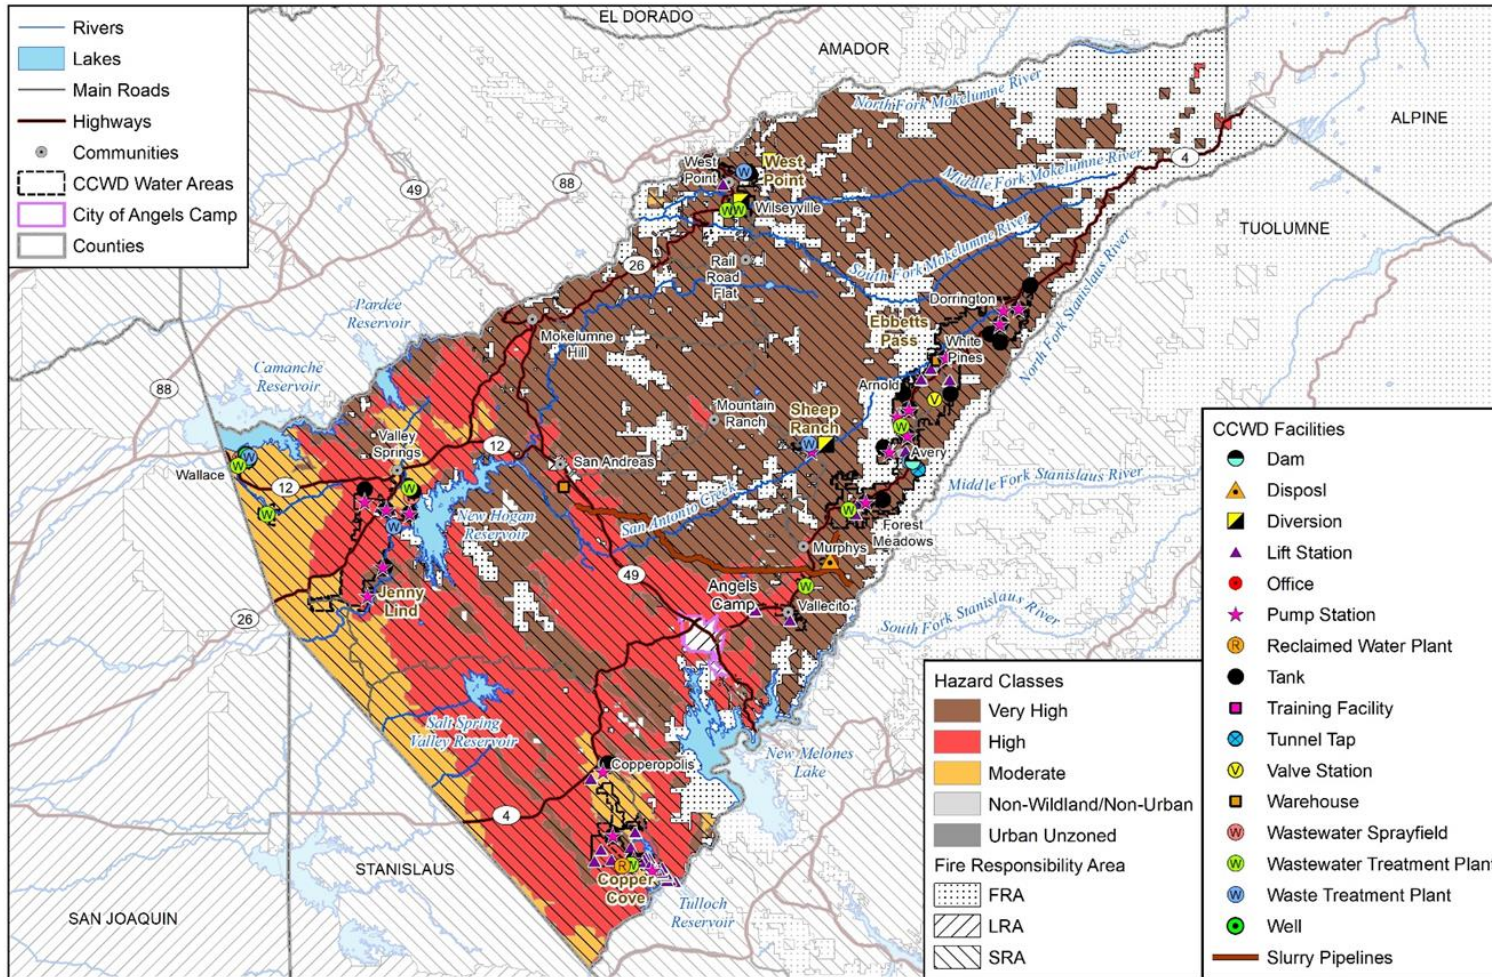 Rivers
Lakes
Main Roads
Highways
Communities
CCWD Water Areas
City of Angels Camp
Counties
EL DORADO
AMADOR
ALPINE
TUOLUMNE
STANISLAUS
SAN JOAQUIN
North Fork Mokelumne River
Middle Fork Mokelumne River
South Fork Mokelumne River
North Fork Stanislaus River
Middle Fork Stanislaus River
South Fork Stanislaus River
San Antonio Creek
4
49
88
26
88
12
12
49
26
4
West
Point
West
Point
W
WW
Wilseyville
Rail
Road
Flat
Pardee
Reservoir
Mokelumne
Hill
Camanche
Reservoir
Dorrington
Ebbetts
Pass
White
Pines
Arnold
V
W
Avery
Mountain
Ranch
Sheep
Ranch
W
Valley
Springs
San Andreas
Wallace
W
W
W
W
W
New Hogan
Reservoir
W
Forest
Meadows
Murphys
W
Jenny
Lind
Angels
Camp
Vallecito
Salt Spring
Valley Reservoir
New Melones
Lake
Copperopolis
R
W
Copper
Cove
Tulloch
Reservoir
Hazard Classes
Very High
High
Moderate
Non-Wildland/Non-Urban
Urban Unzoned
Fire Responsibility Area
FRA
LRA
SRA
CCWD Facilities
Dam
Disposl
Diversion
Lift Station
Office
Pump Station
R Reclaimed Water Plant
Tank
Training Facility
Tunnel Tap
V Valve Station
Warehouse
W Wastewater Sprayfield
W Wastewater Treatment Plant
W Waste Treatment Plant
Well
Slurry Pipelines